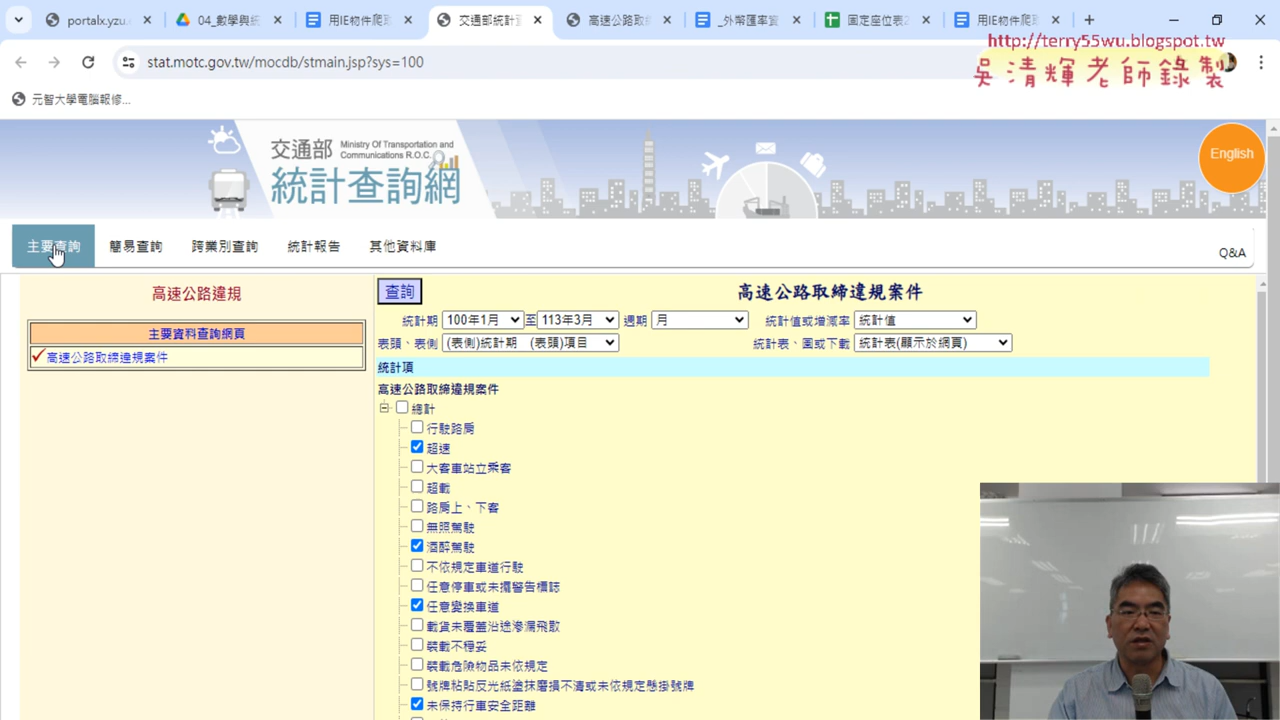 portalx.yzu.
04_數學與統
用IE物件爬取
交通部統計查
高速公路取締
_外幣匯率資
固定座位表2
用IE物件爬取
http://terry55wu.blogspot.tw
吳清輝老師錄製
stat.motc.gov.tw/mocdb/stmain.jsp?sys=100
元智大學電腦報修...
交通部 Ministry Of Transportation and Communications R.O.C.
統計查詢網
English
主要查詢 簡易查詢 跨業別查詢 統計報告 其他資料庫 Q&A
高速公路違規
主要資料查詢網頁
高速公路取締違規案件
查詢 高速公路取締違規案件
統計期 100年1月 至 113年3月 週期 月 統計值或增減率 統計值
表頭、表側 (表側)統計期 (表頭)項目 統計表、圖或下載 統計表(顯示於網頁)
統計項
高速公路取締違規案件
總計
行駛路肩
超速
大客車站立乘客
超載
路肩上、下客
無照駕駛
酒醉駕駛
不依規定車道行駛
任意停車或未擺警告標誌
任意變換車道
載貨未覆蓋沿途滲漏飛散
裝載不穩妥
裝載危險物品未依規定
號牌粘貼反光紙塗抹磨損不清或未依規定懸掛號牌
未保持行車安全距離